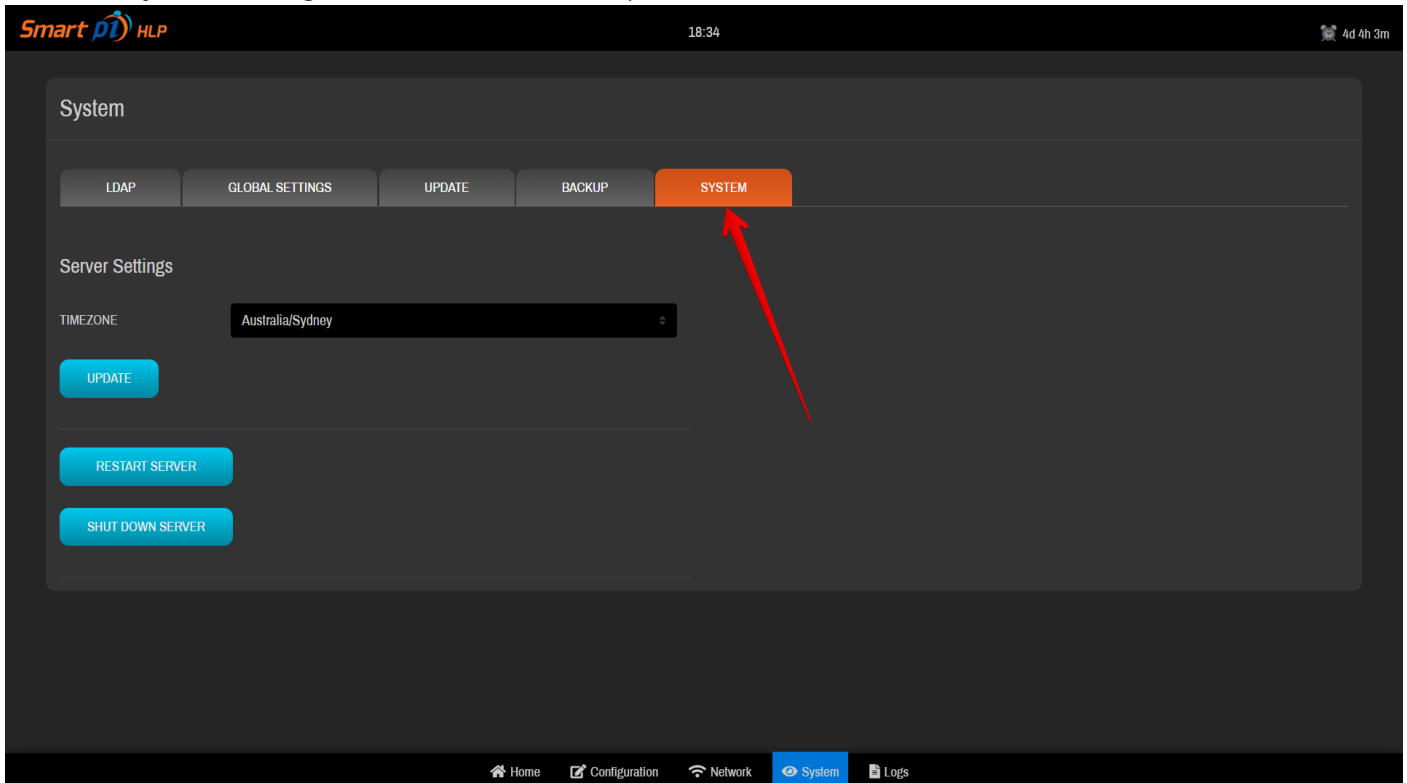 Smart pi HLP
18:34
4d 4h 3m
System
LDAP GLOBAL SETTINGS UPDATE BACKUP SYSTEM
Server Settings
TIMEZONE Australia/Sydney
UPDATE
RESTART SERVER
SHUT DOWN SERVER
Home Configuration Network System Logs